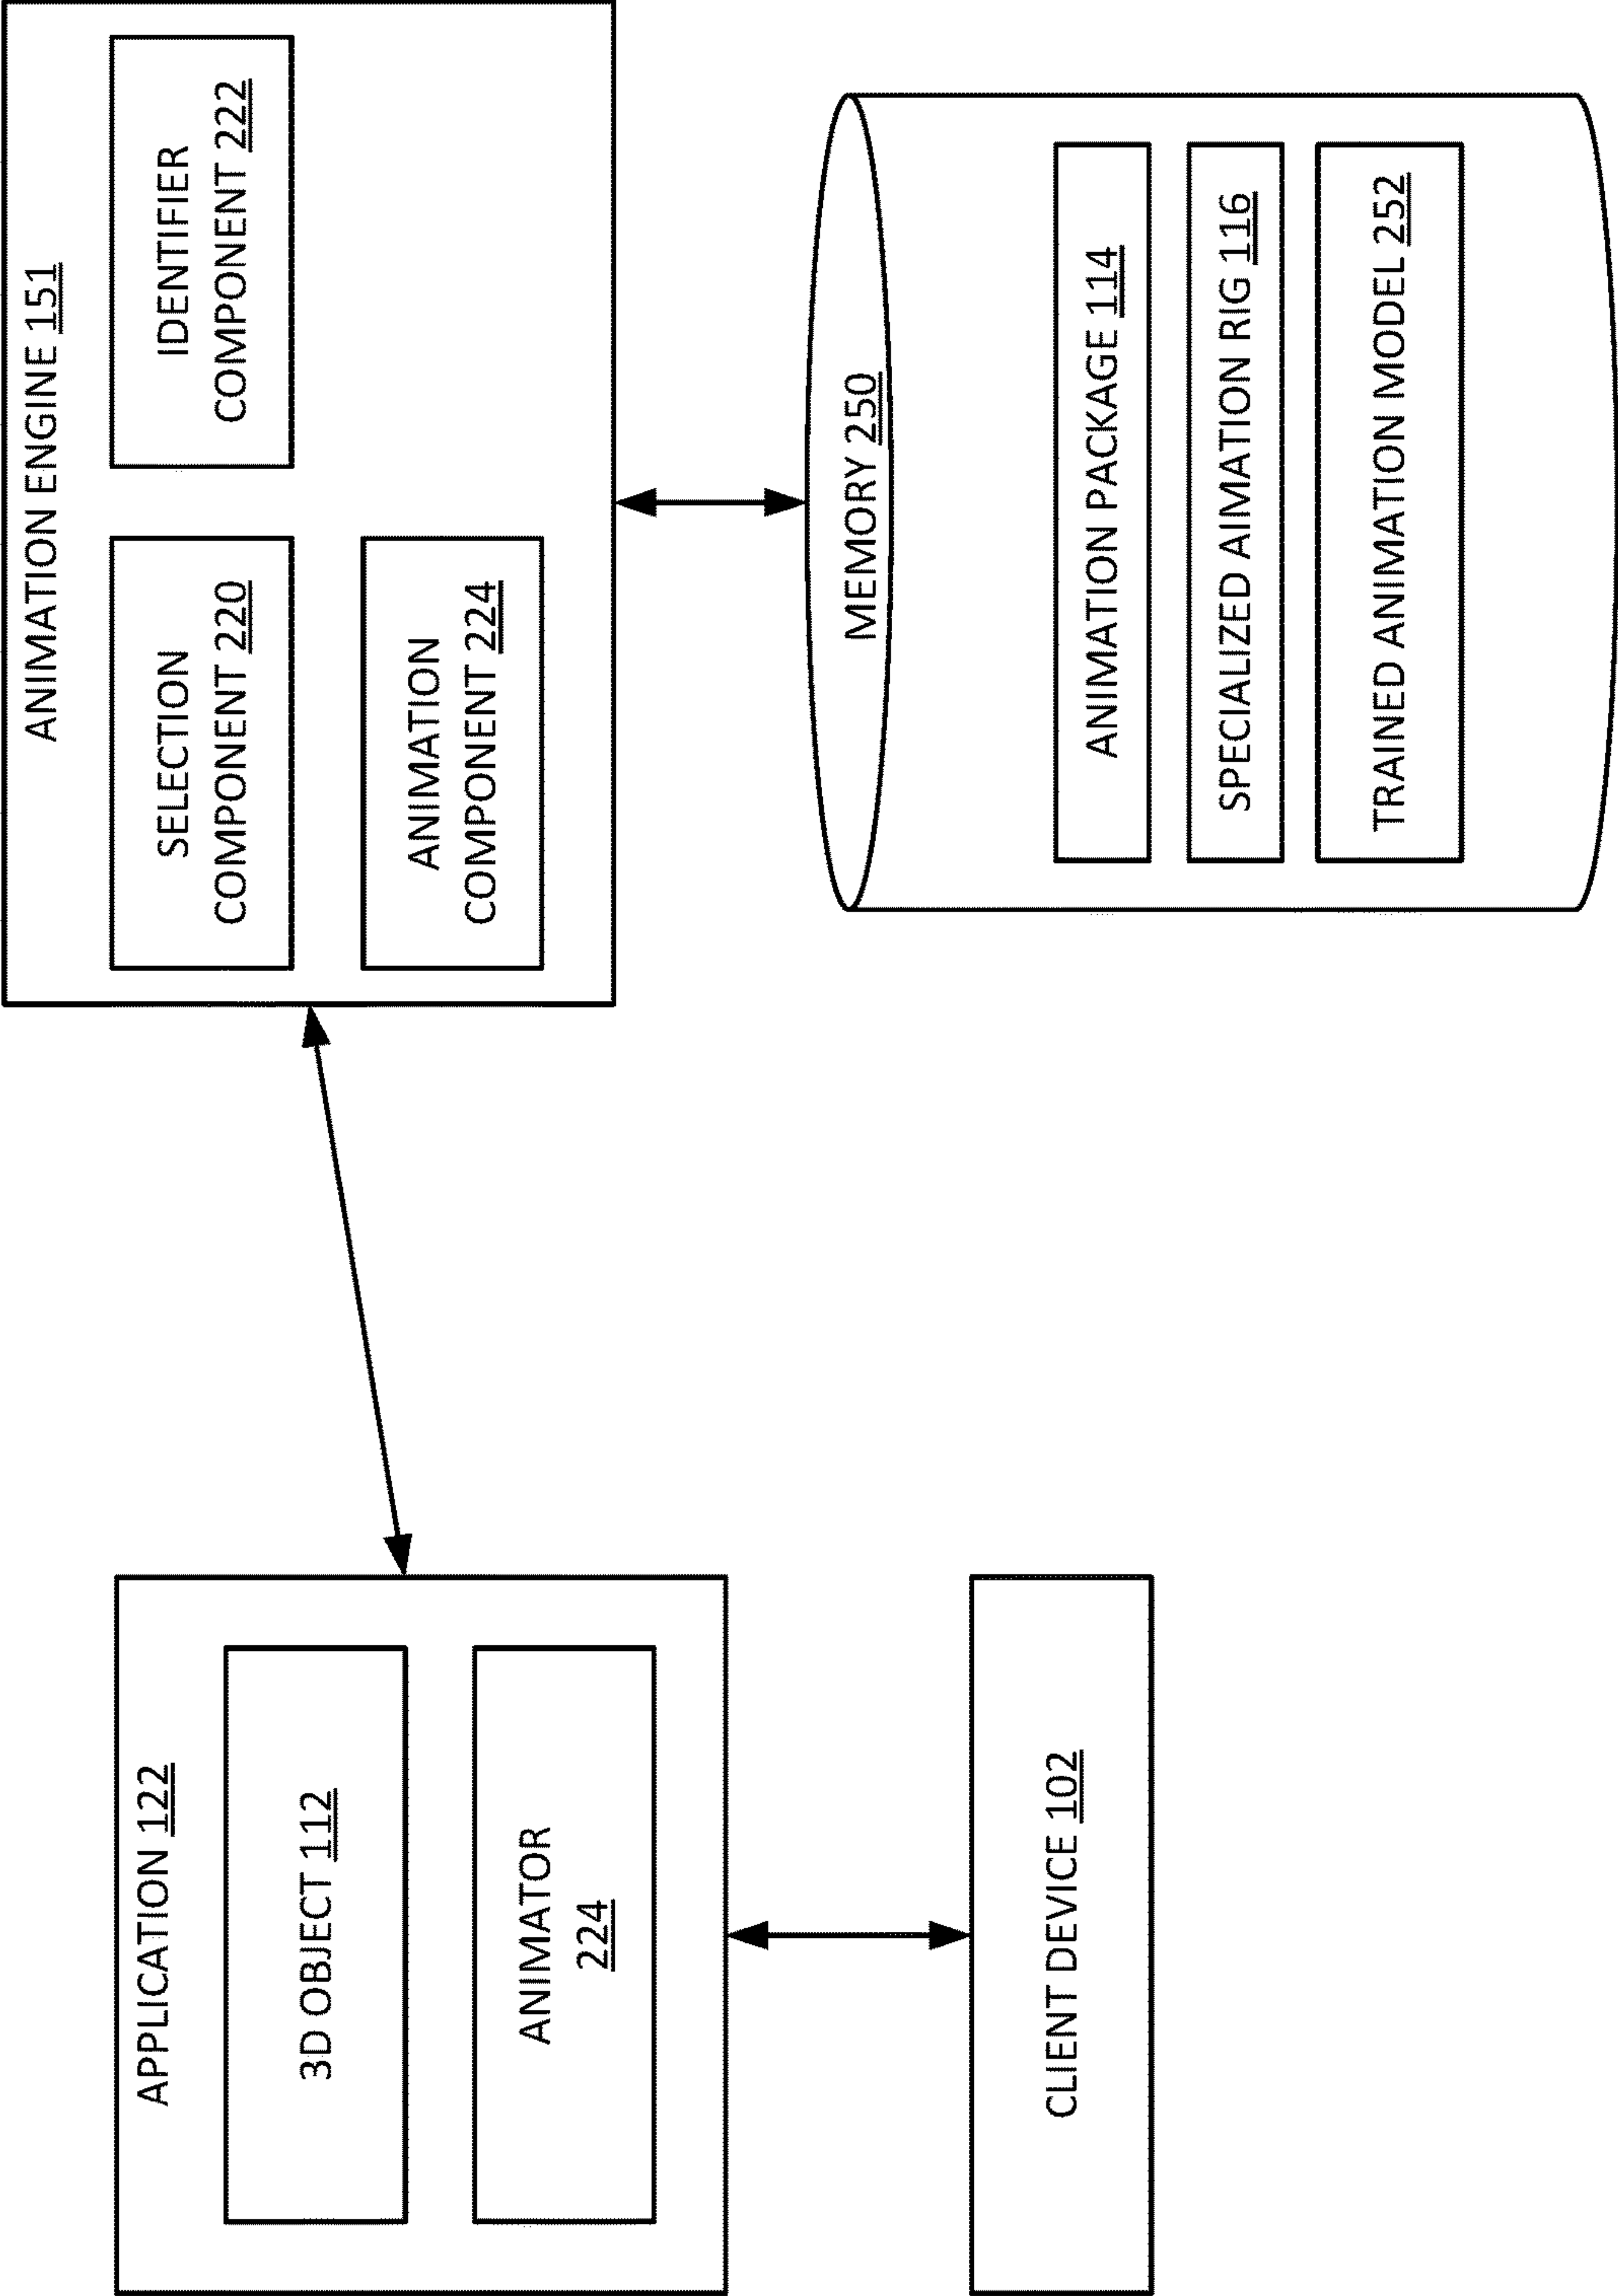 APPLICATION 122
3D OBJECT 112
ANIMATOR
224
CLIENT DEVICE 102
ANIMATION ENGINE 151
SELECTION
COMPONENT 220
IDENTIFIER
COMPONENT 222
ANIMATION
COMPONENT 224
MEMORY 250
ANIMATION PACKAGE 114
SPECIALIZED AIMATION RIG 116
TRAINED ANIMATION MODEL 252